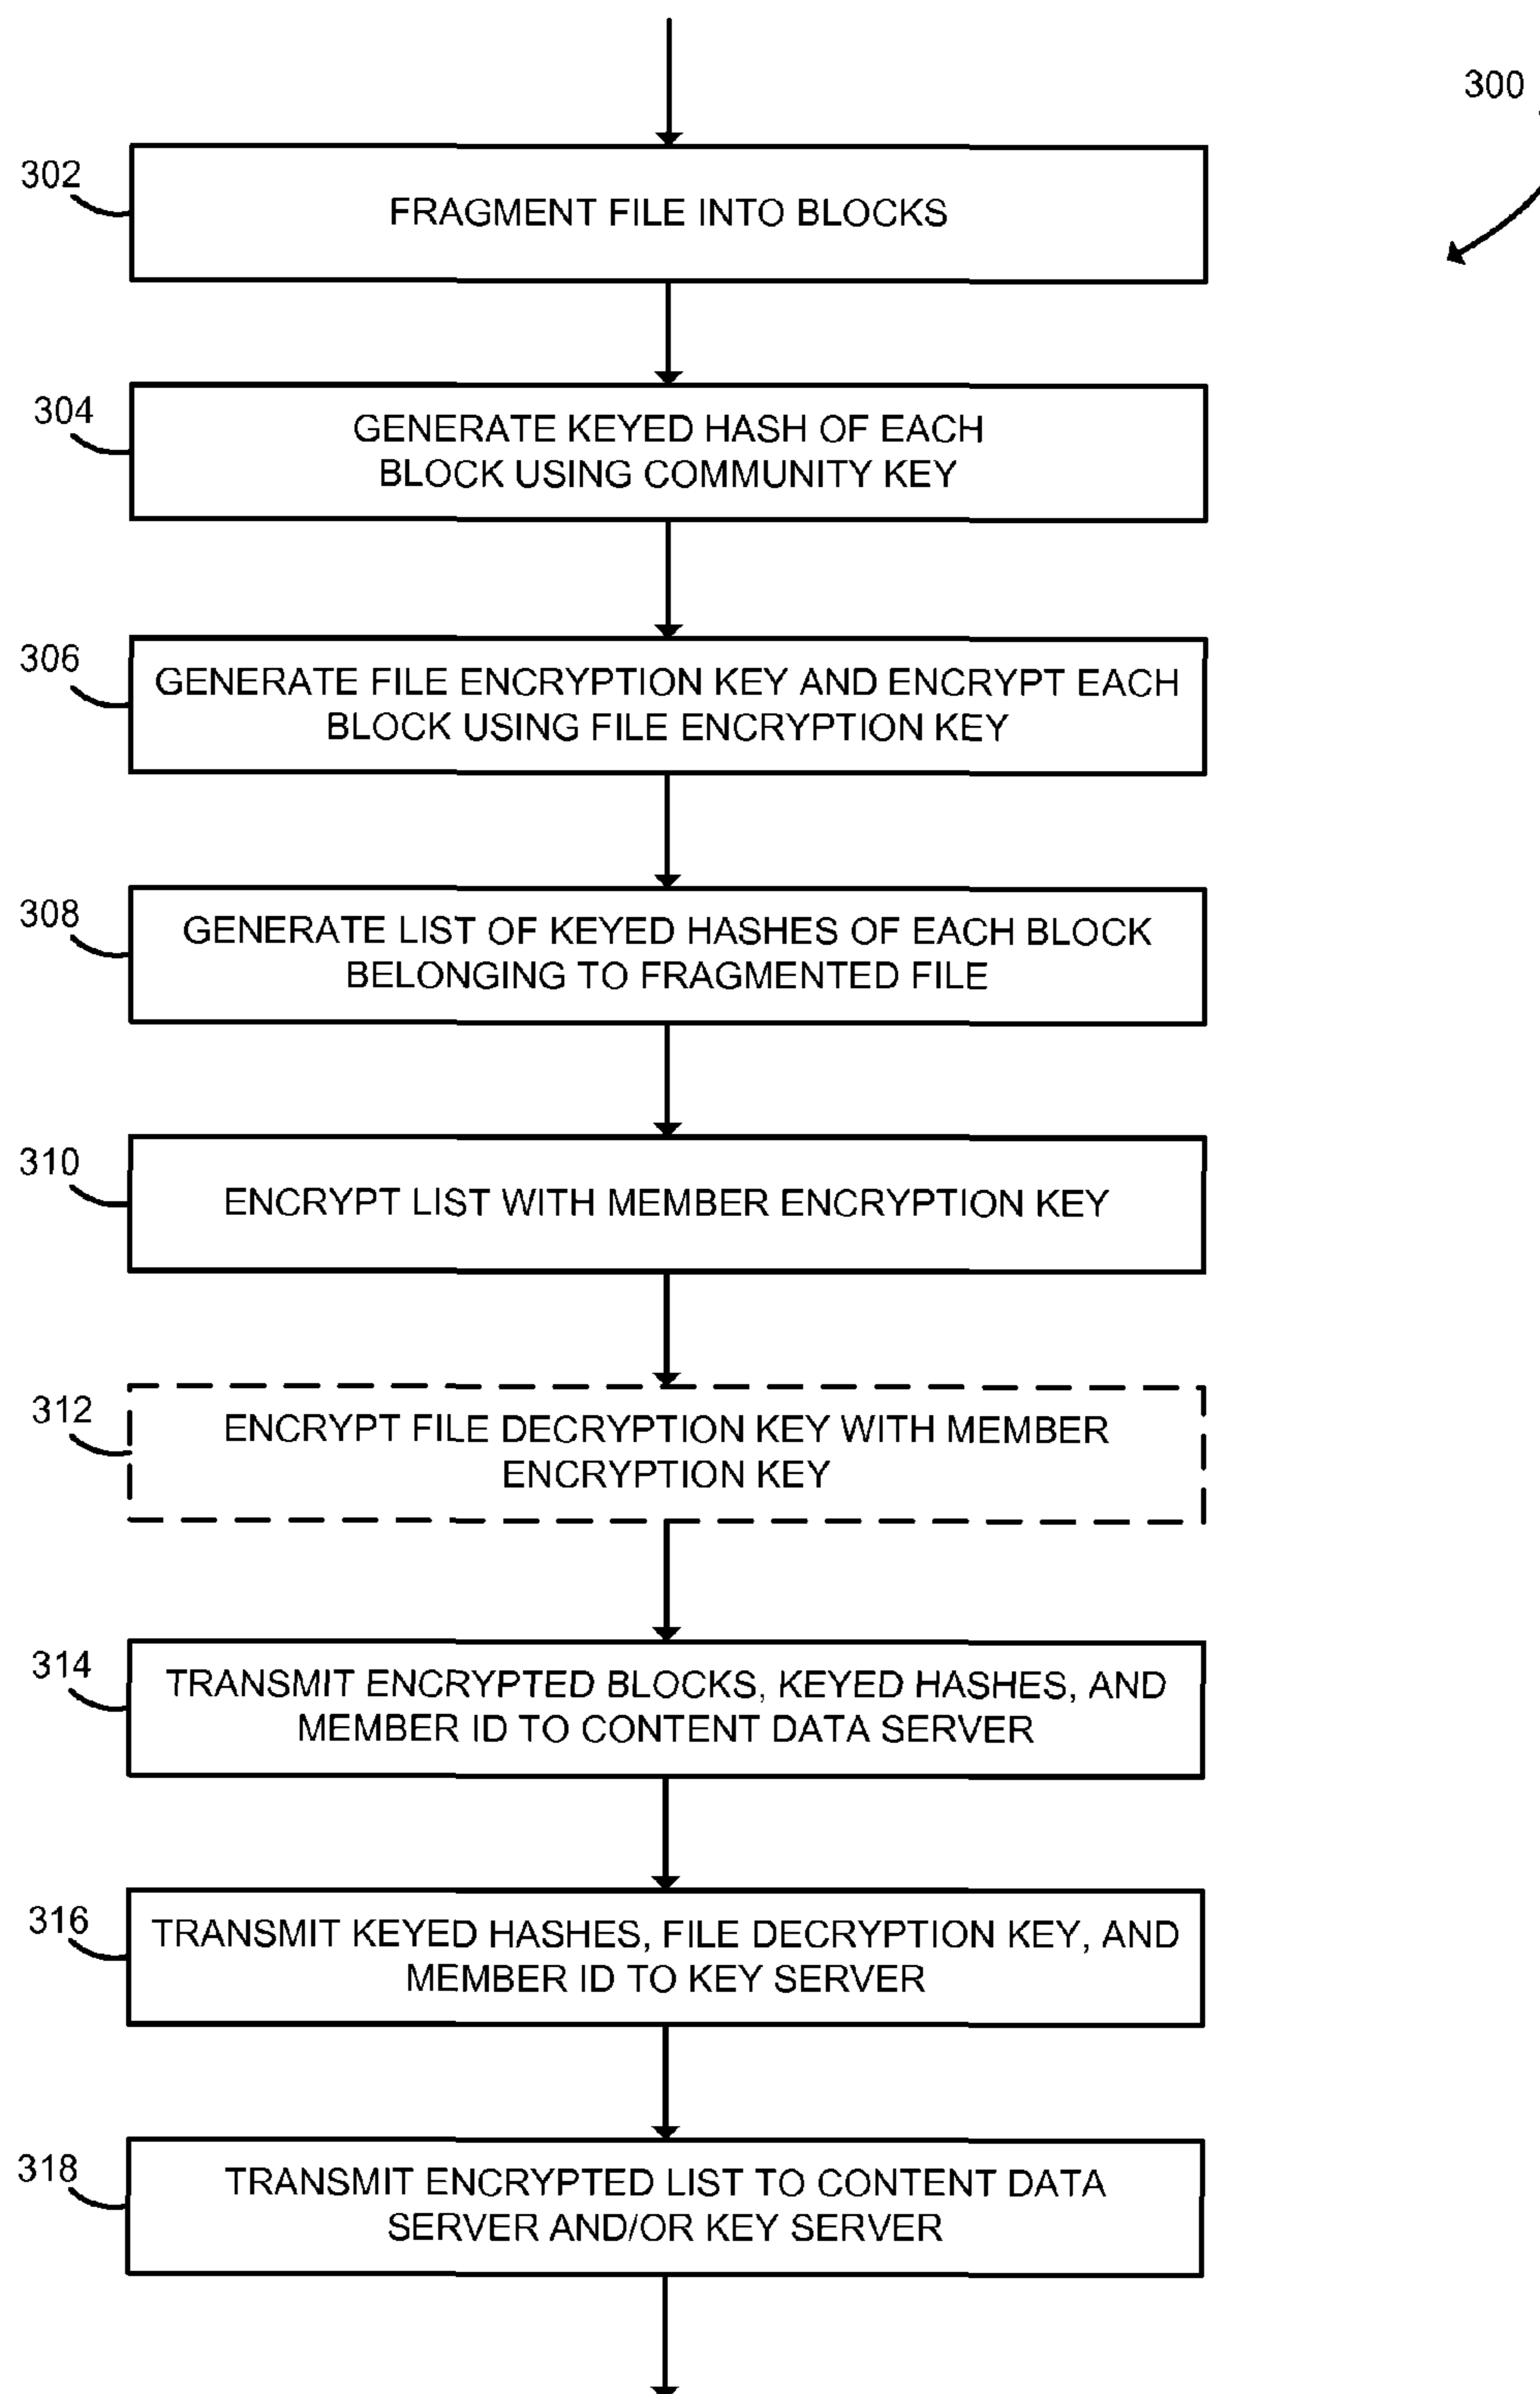 300
302
FRAGMENT FILE INTO BLOCKS
304
GENERATE KEYED HASH OF EACH
BLOCK USING COMMUNITY KEY
306
GENERATE FILE ENCRYPTION KEY AND ENCRYPT EACH
BLOCK USING FILE ENCRYPTION KEY
308
GENERATE LIST OF KEYED HASHES OF EACH BLOCK
BELONGING TO FRAGMENTED FILE
310
ENCRYPT LIST WITH MEMBER ENCRYPTION KEY
312
ENCRYPT FILE DECRYPTION KEY WITH MEMBER
ENCRYPTION KEY
314
TRANSMIT ENCRYPTED BLOCKS, KEYED HASHES, AND
MEMBER ID TO CONTENT DATA SERVER
316
TRANSMIT KEYED HASHES, FILE DECRYPTION KEY, AND
MEMBER ID TO KEY SERVER
318
TRANSMIT ENCRYPTED LIST TO CONTENT DATA
SERVER AND/OR KEY SERVER